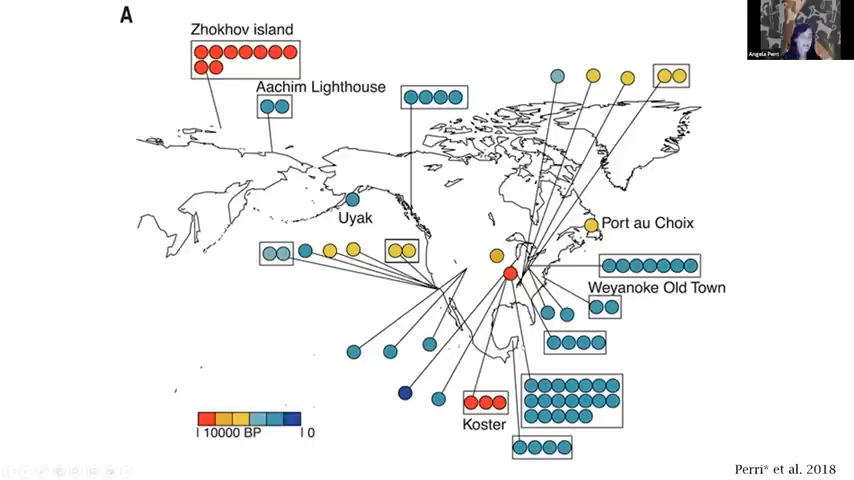 A
Zhokhov island
Aachim Lighthouse
Angela Perri
Uyak
Port au Choix
Weyanoke Old Town
Koster
10000 BP
0
Perri* et al. 2018